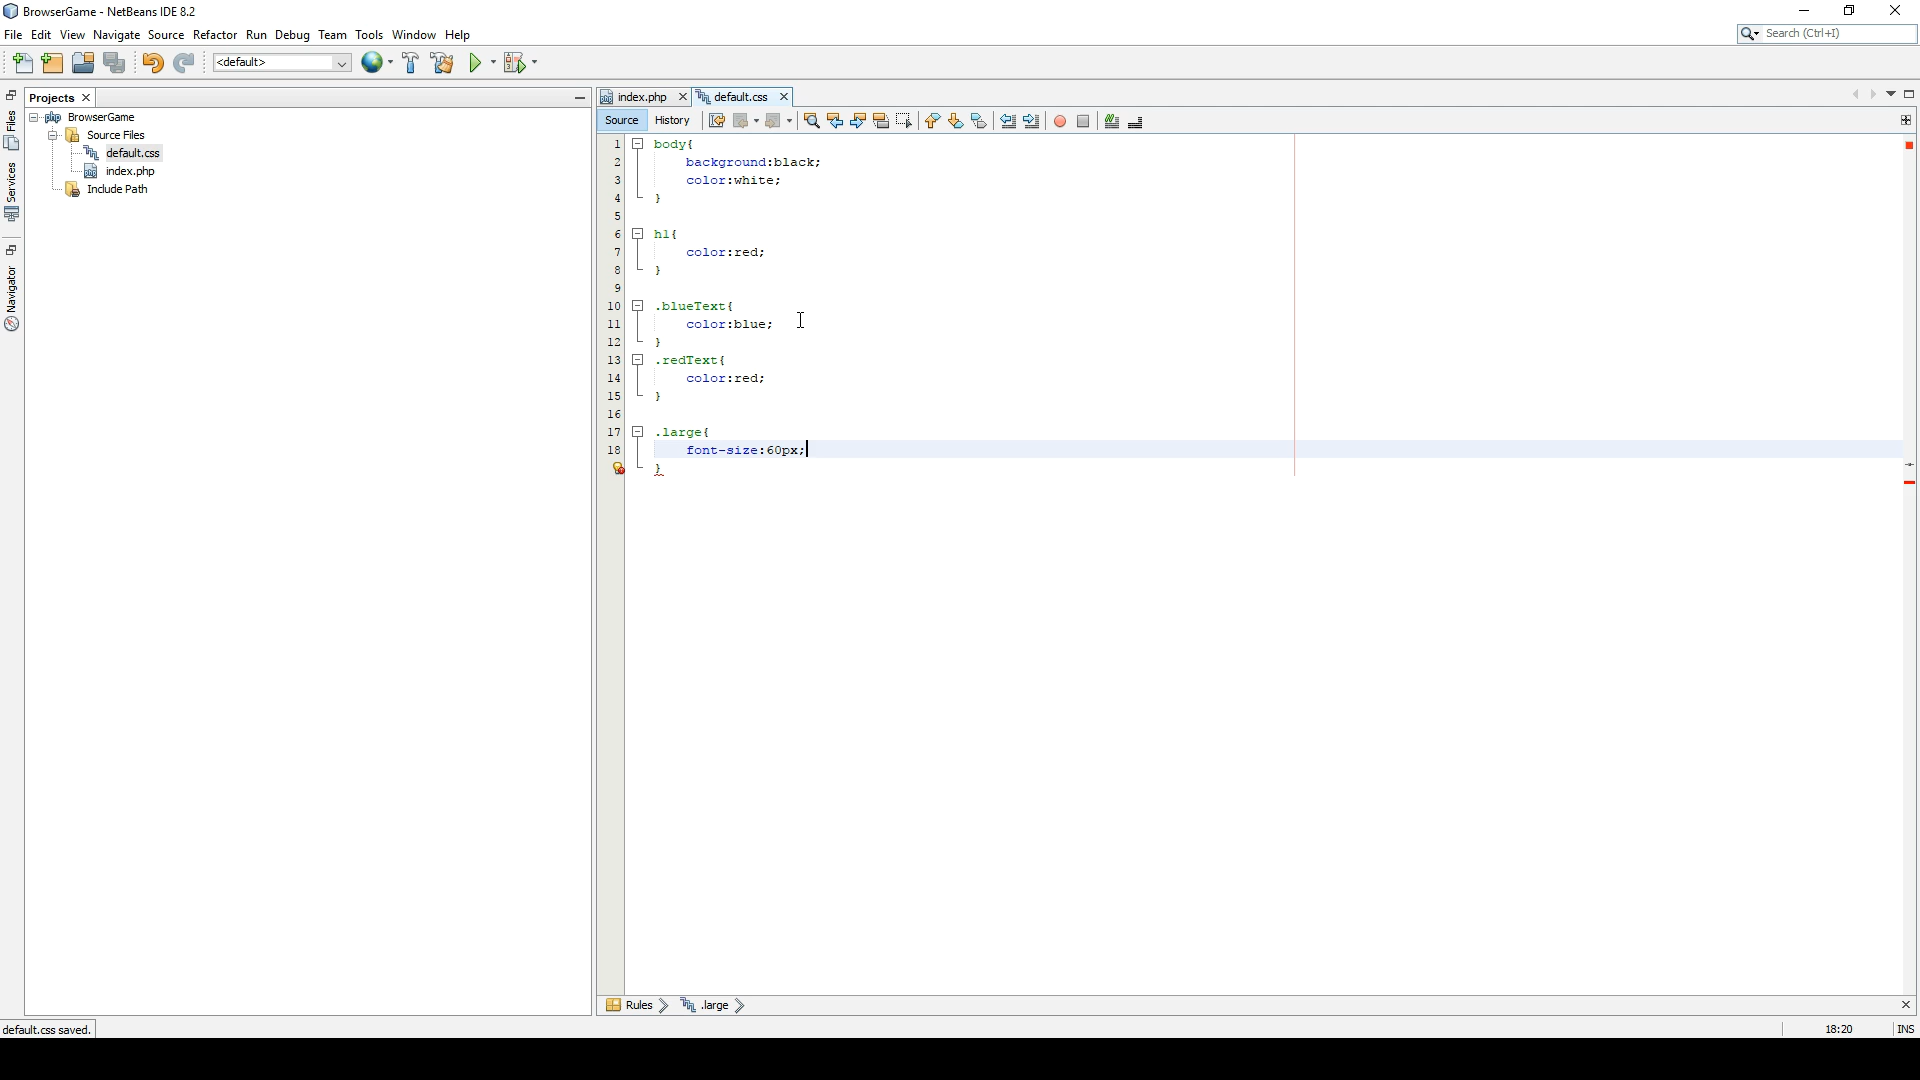 BrowserGame - NetBeans IDE 8.2
File Edit View Navigate Source Refactor Run Debug Team Tools Window Help
Search (Ctrl+I)
<default>
Files
Services
Navigator
Projects
BrowserGame
Source Files
default.css
index.php
Include Path
index.php default.css
Source History
1 body{
2 background:black;
3 color:white;
4 }
5
6 h1{
7 color:red;
8 }
9
10 .blueText{
11 color:blue;
12 }
13 .redText{
14 color:red;
15 }
16
17 .large{
18 font-size:60px;
}
Rules .large
default.css saved.
18:20 INS